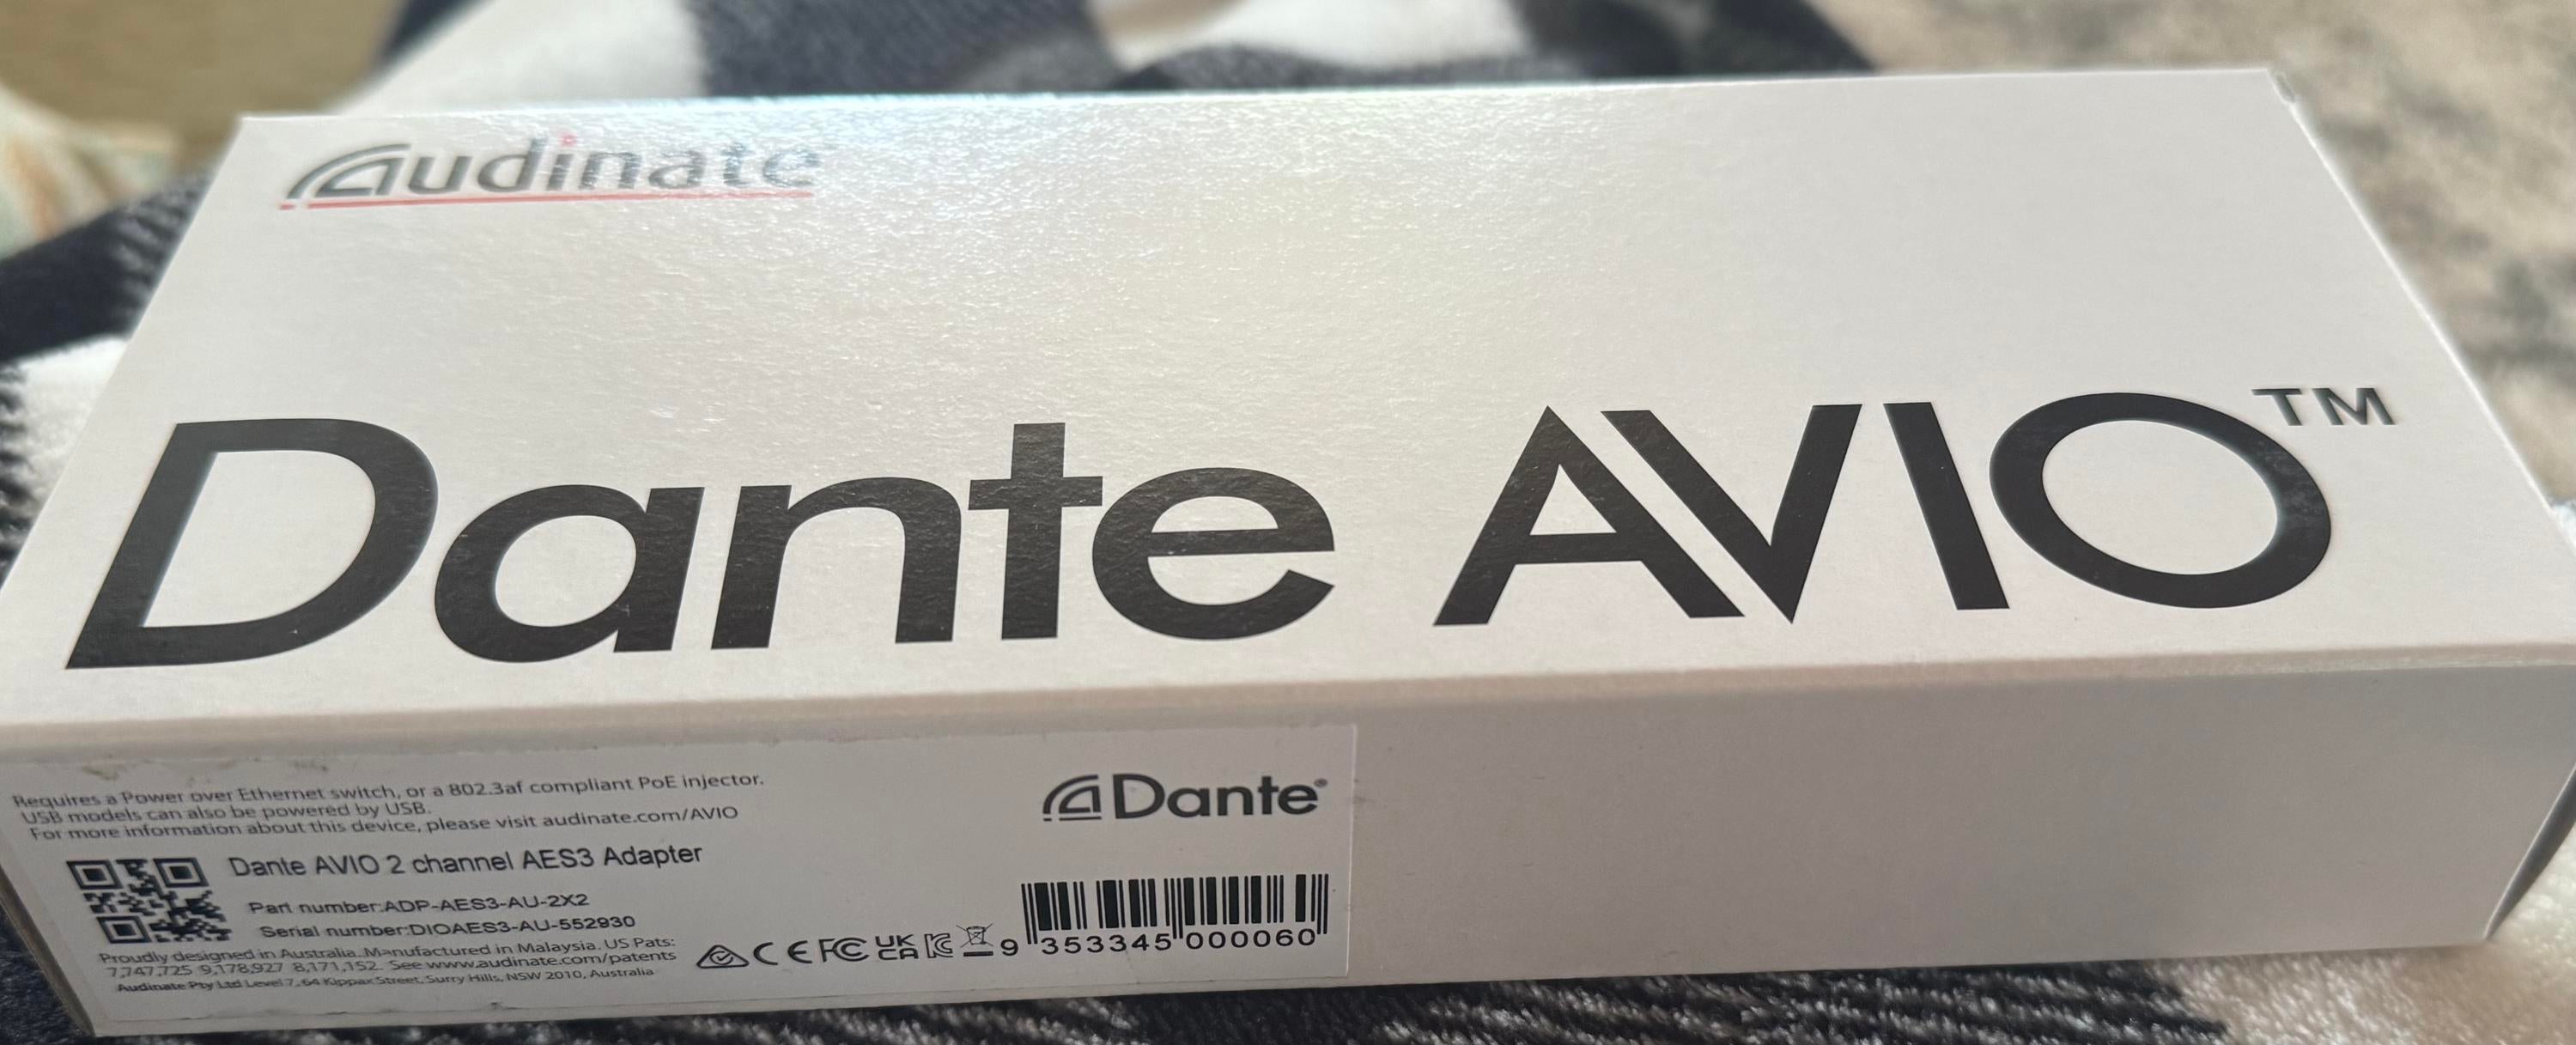 Audinate
Dante AVIO™
Requires a Power over Ethernet switch, or a 802.3af compliant PoE injector.
USB models can also be powered by USB.
For more information about this device, please visit audinate.com/AVIO
Dante®
Dante AVIO 2 channel AES3 Adapter
Part number:ADP-AES3-AU-2X2
Serial number:DIOAES3-AU-552930
Proudly designed in Australia. Manufactured in Malaysia. US Pats:
7,747,725 9,178,927 8,171,152. See www.audinate.com/patents
Audinate Pty Ltd Level 7, 64 Kippax Street, Surry Hills, NSW 2010, Australia
CE FC UK CA
9 353345 000060